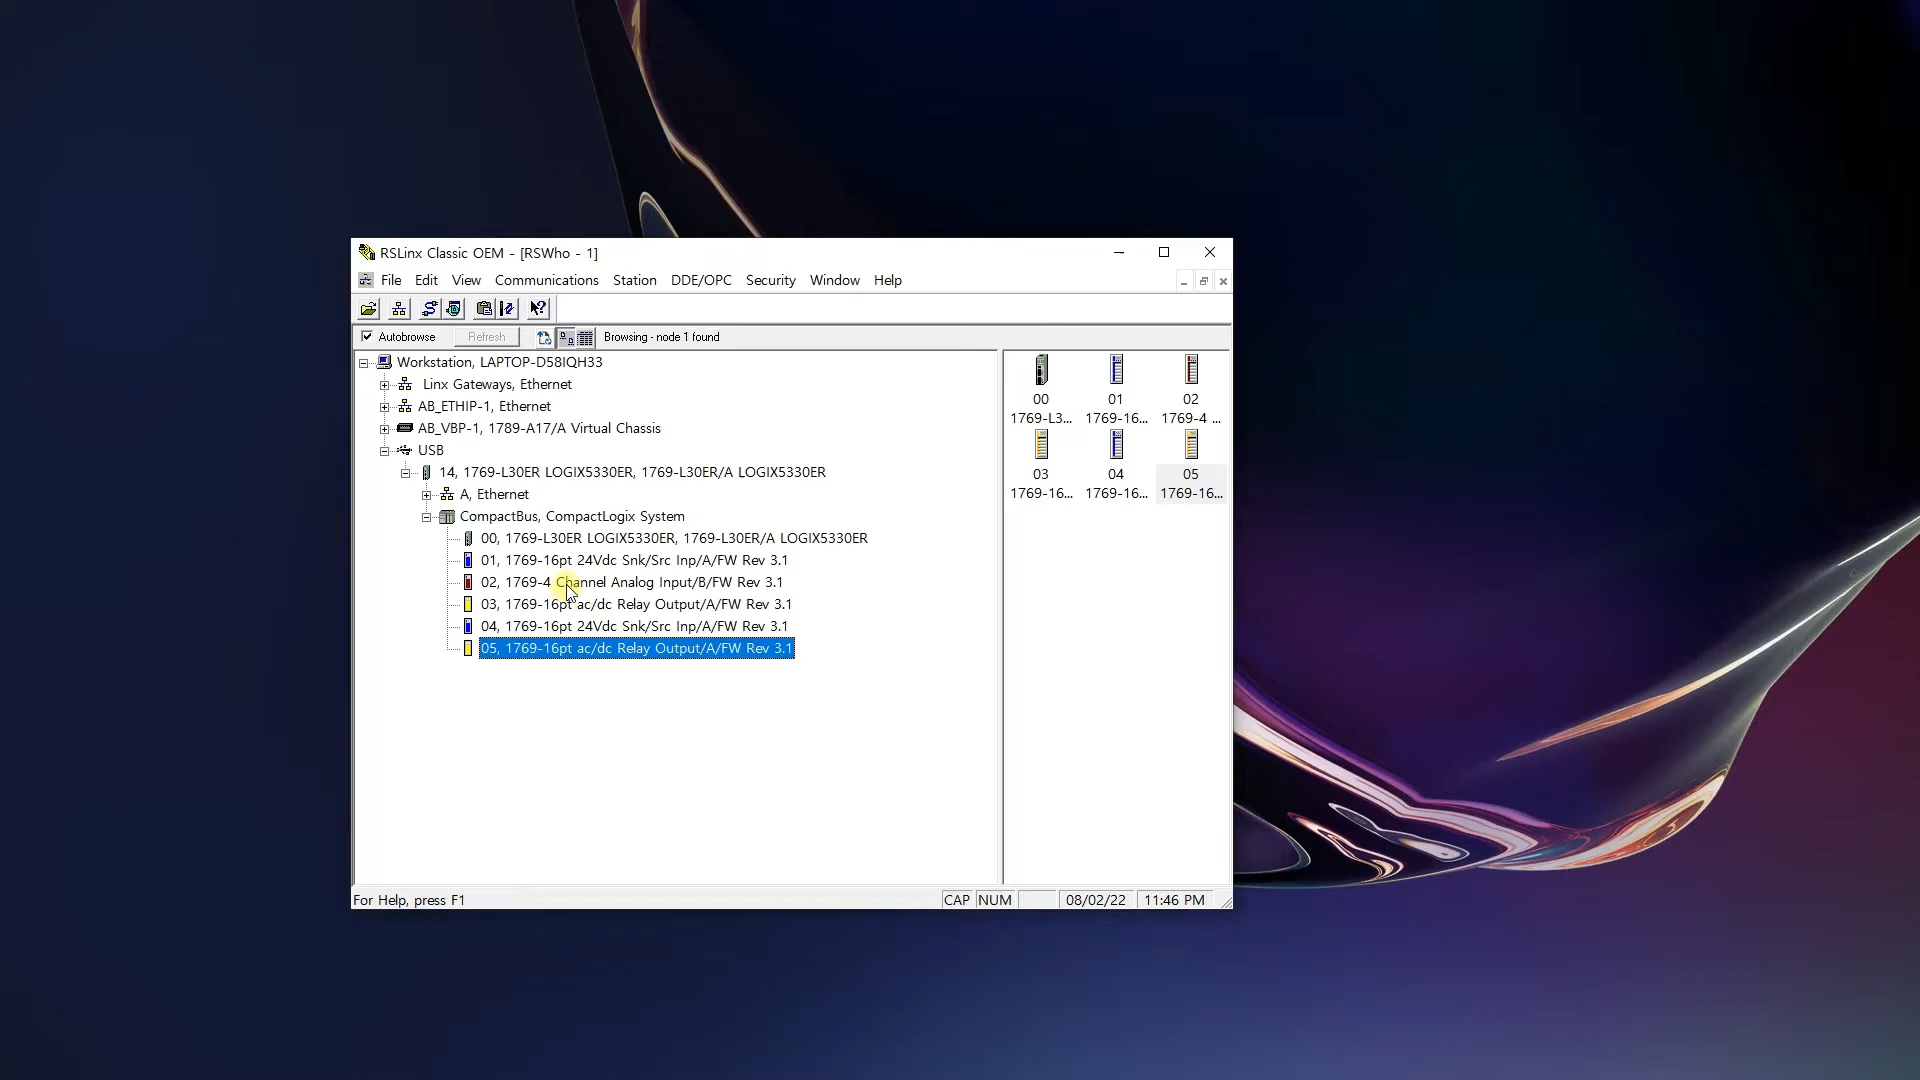 RSLinx Classic OEM - [RSWho - 1]
File Edit View Communications Station DDE/OPC Security Window Help
Autobrowse Refresh Browsing - node 1 found
Workstation, LAPTOP-D58IQH33
Linx Gateways, Ethernet
AB_ETHIP-1, Ethernet
AB_VBP-1, 1789-A17/A Virtual Chassis
USB
14, 1769-L30ER LOGIX5330ER, 1769-L30ER/A LOGIX5330ER
A, Ethernet
CompactBus, CompactLogix System
00, 1769-L30ER LOGIX5330ER, 1769-L30ER/A LOGIX5330ER
01, 1769-16pt 24Vdc Snk/Src Inp/A/FW Rev 3.1
02, 1769-4 Channel Analog Input/B/FW Rev 3.1
03, 1769-16pt ac/dc Relay Output/A/FW Rev 3.1
04, 1769-16pt 24Vdc Snk/Src Inp/A/FW Rev 3.1
05, 1769-16pt ac/dc Relay Output/A/FW Rev 3.1
00 01 02
1769-L3... 1769-16... 1769-4 ...
03 04 05
1769-16... 1769-16... 1769-16...
For Help, press F1 CAP NUM 08/02/22 11:46 PM